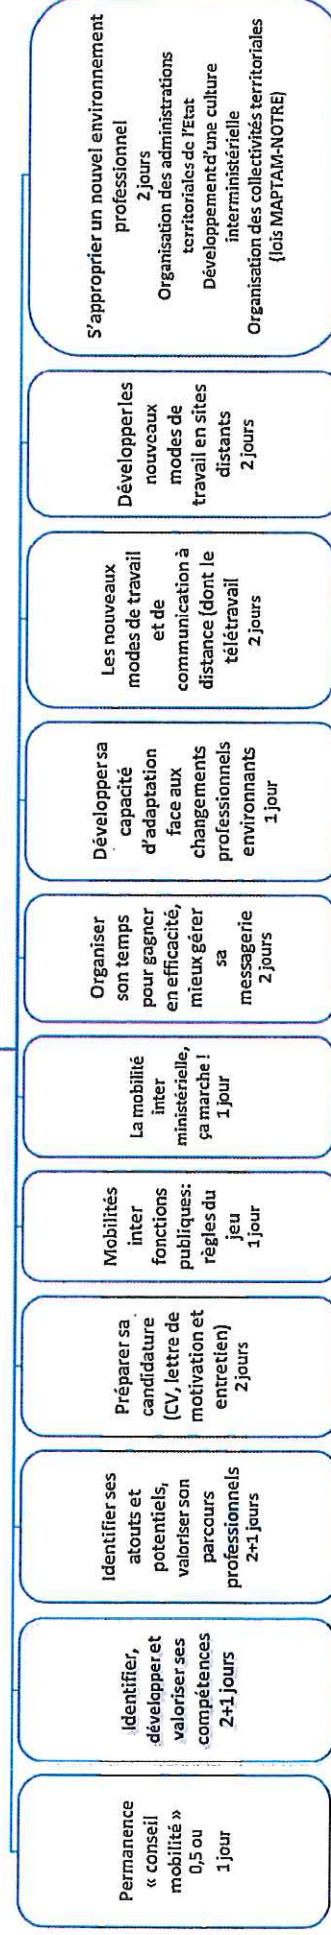 Permanence
« conseil
mobilité »
0,5 ou
1 jour
Identifier,
développer et
valoriser ses
compétences
2+1 jours
Identifier ses
atouts et
potentiels,
valoriser son
parcours
professionnels
2+1 jours
Préparer sa
candidature
(CV, lettre de
motivation et
entretien)
2 jours
Mobilités
inter
fonctions
publiques:
règles du
jeu
1 jour
La mobilité
inter
ministérielle,
ça marche !
1 jour
Organiser
son temps
pour gagner
en efficacité,
mieux gérer
sa
messagerie
2 jours
Développer sa
capacité
d'adaptation
face aux
changements
professionnels
environnants
1 jour
Les nouveaux
modes de travail
et de
communication à
distance (dont le
télétravail
2 jours
Développer les
nouveaux
modes de
travail en sites
distants
2 jours
S'approprier un nouvel environnement
professionnel
2 jours
Organisation des administrations
territoriales de l'Etat
Développement d'une culture
interministérielle
Organisation des collectivités territoriales
(lois MAPTAM-NOTRE)